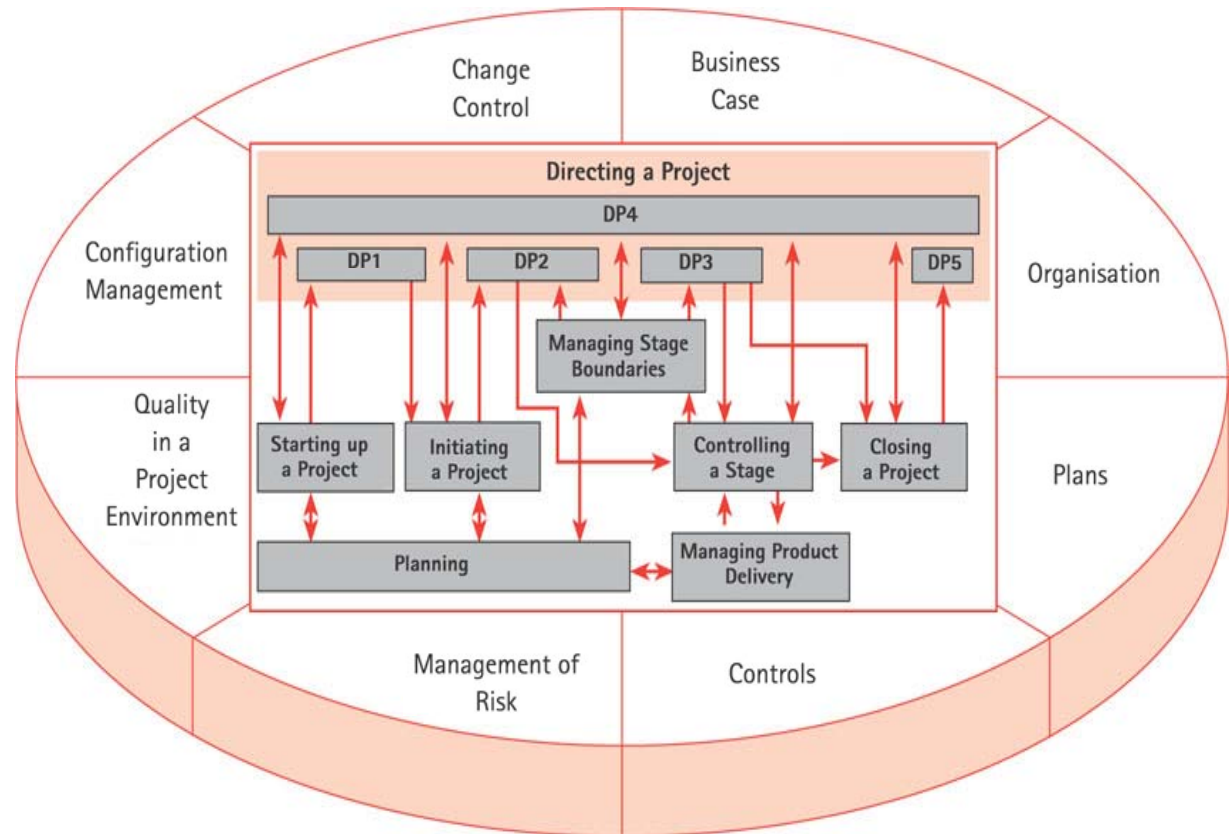 Change
Control
Business
Case
Configuration
Management
Organisation
Quality
in a
Project
Environment
Plans
Management of
Risk
Controls
Directing a Project
DP4
DP1
DP2
DP3
DP5
Managing Stage
Boundaries
Starting up
a Project
Initiating
a Project
Controlling
a Stage
Closing
a Project
Planning
Managing Product
Delivery